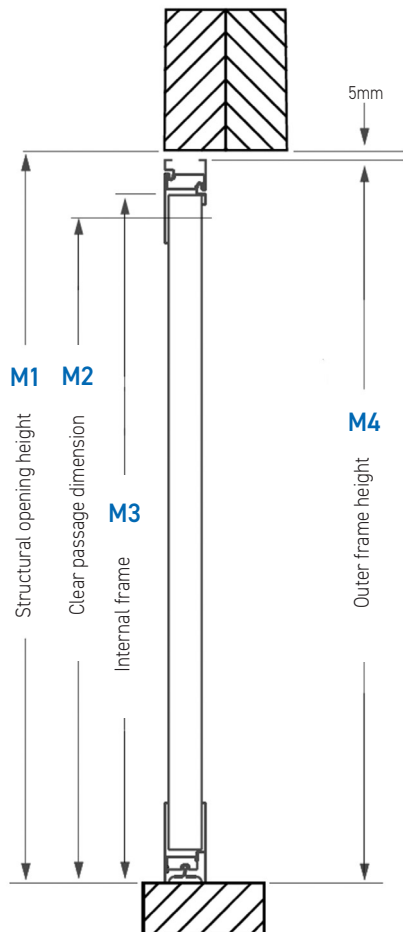 5mm
M1
Structural opening height
M2
Clear passage dimension
M3
Internal frame
M4
Outer frame height